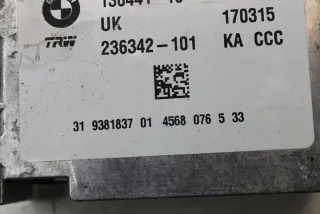 UK 170315
TRW 236342-101 KA CCC
31 9381837 01 4568 076 5 33